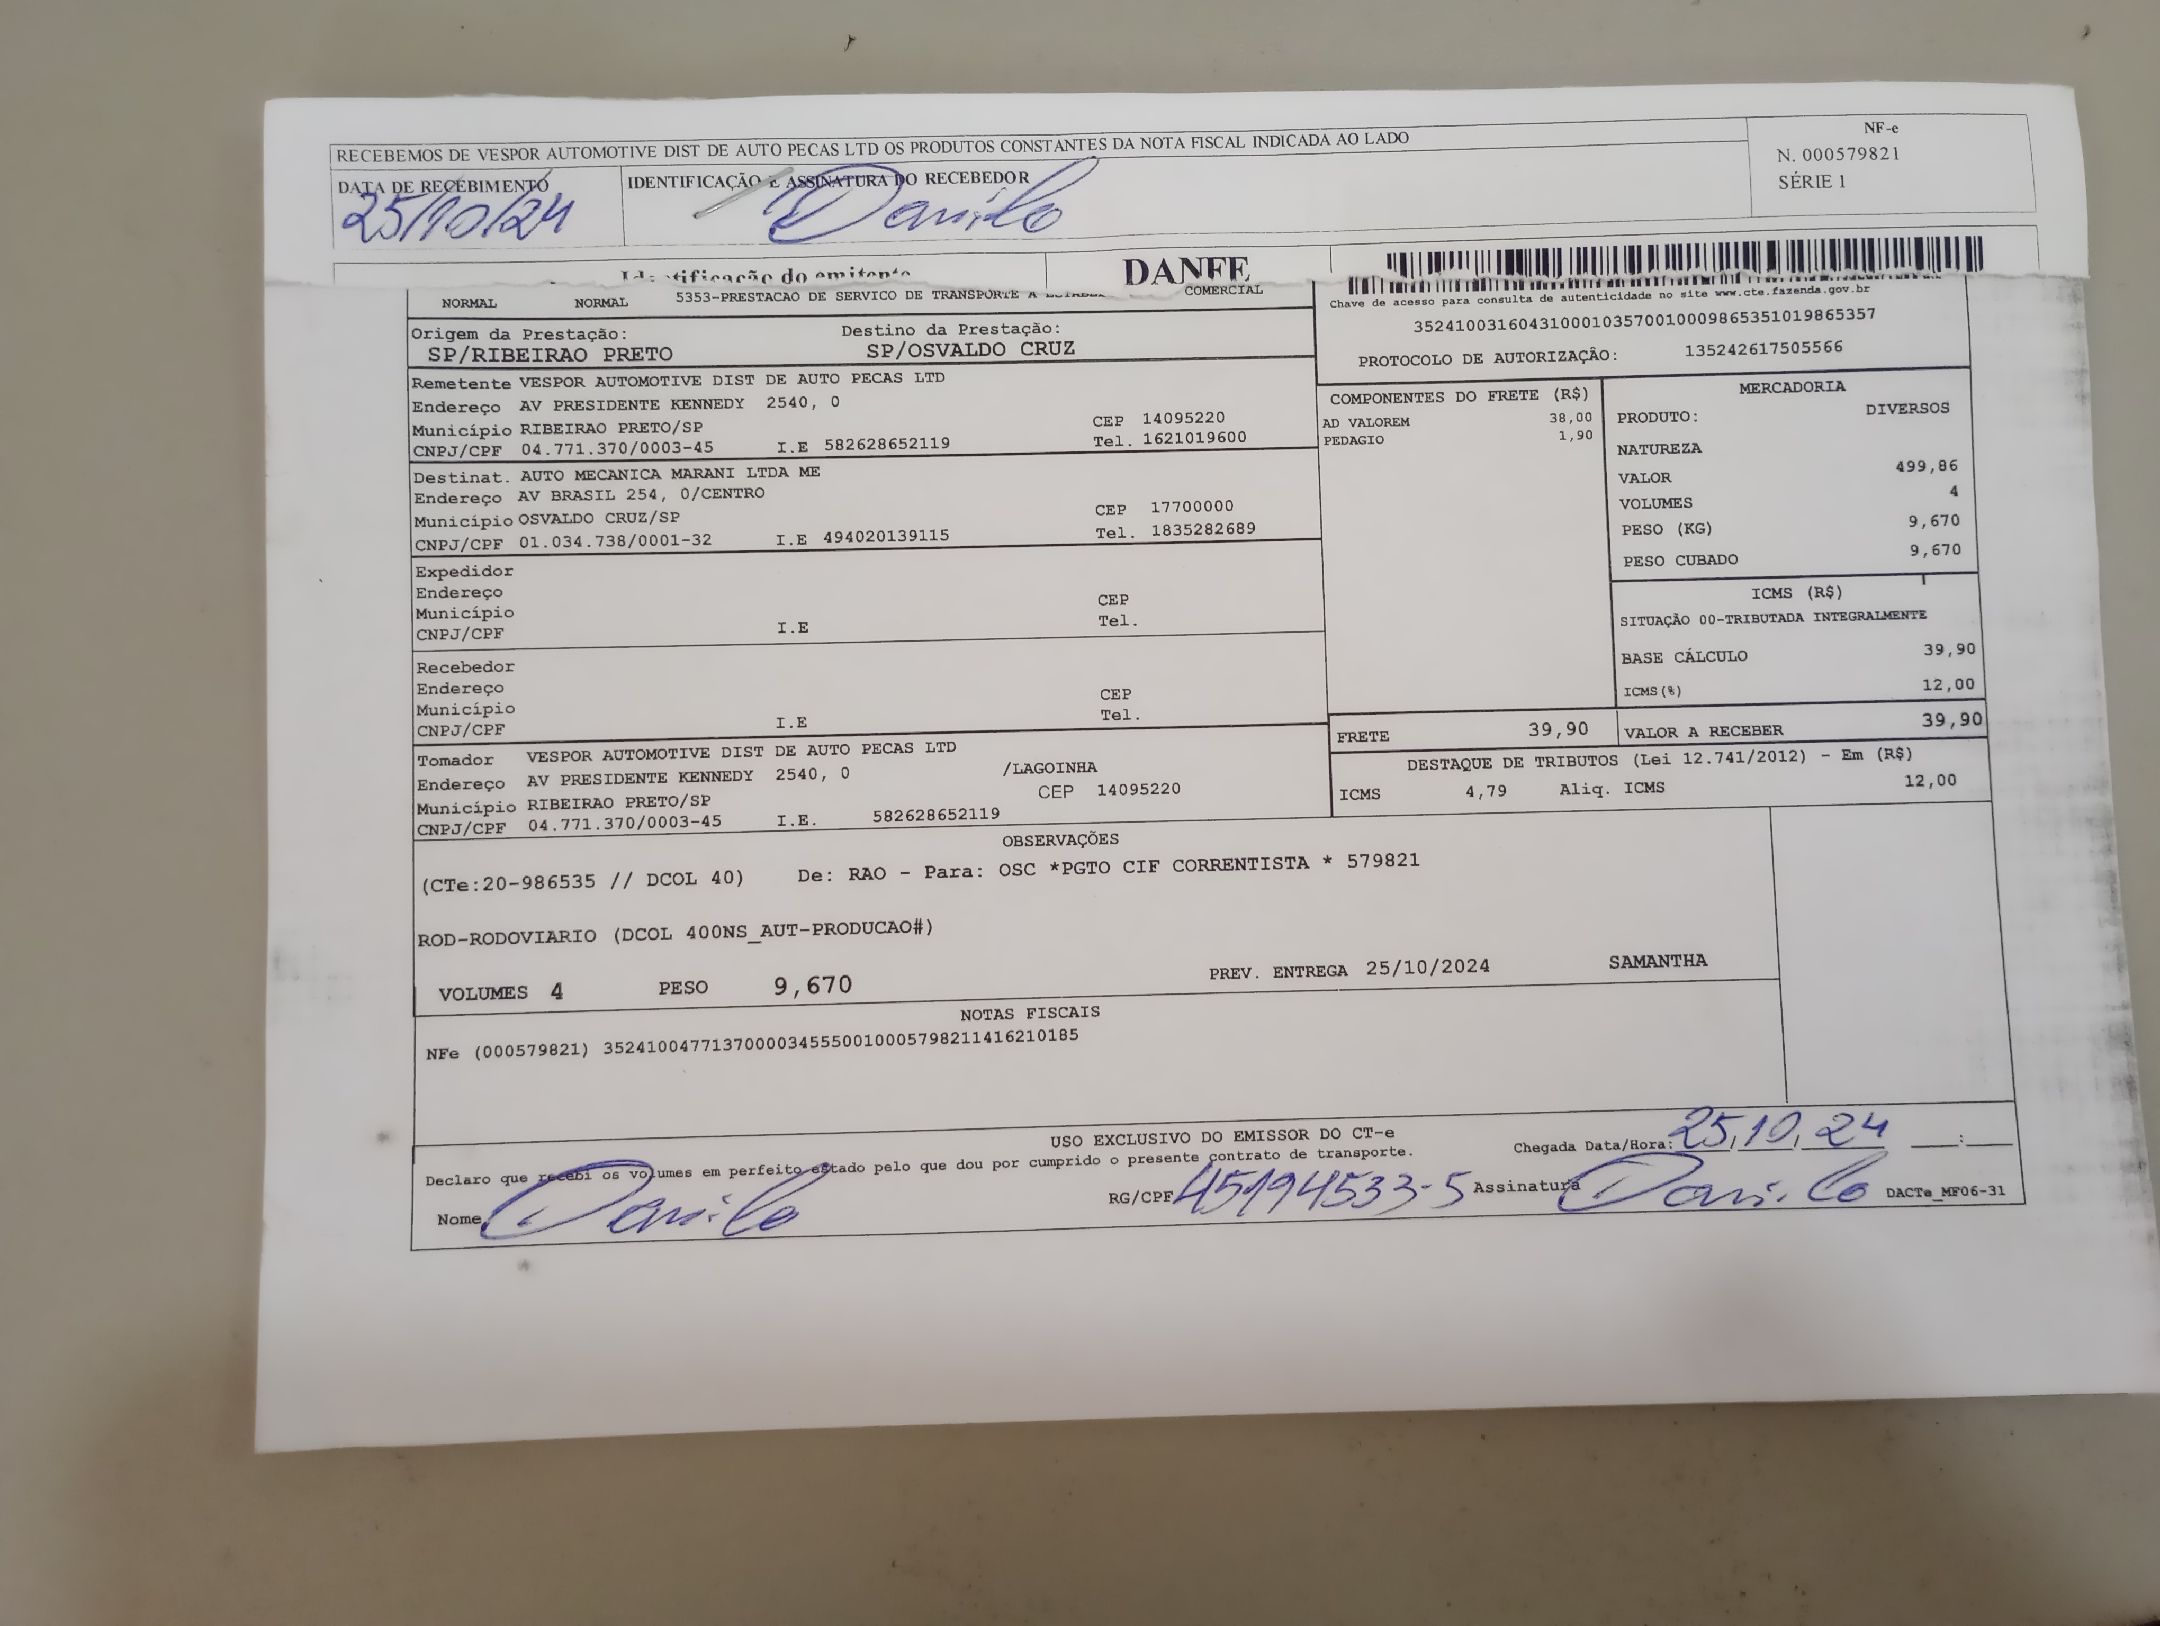 RECEBEMOS DE VESPOR AUTOMOTIVE DIST DE AUTO PECAS LTD OS PRODUTOS CONSTANTES DA NOTA FISCAL INDICADA AO LADO
NF-e
N. 000579821
SÉRIE 1
DATA DE RECEBIMENTO
25/10/24
IDENTIFICAÇÃO E ASSINATURA DO RECEBEDOR
Danilo
Identificação do emitente
DANFE
NORMAL NORMAL 5353-PRESTACAO DE SERVICO DE TRANSPORTE A
COMERCIAL
Chave de acesso para consulta de autenticidade no site www.cte.fazenda.gov.br
35241003160431000103570010009865351019865357
PROTOCOLO DE AUTORIZAÇÃO: 135242617505566
Origem da Prestação: Destino da Prestação:
SP/RIBEIRAO PRETO SP/OSVALDO CRUZ
Remetente VESPOR AUTOMOTIVE DIST DE AUTO PECAS LTD
Endereço AV PRESIDENTE KENNEDY 2540, 0
Município RIBEIRAO PRETO/SP CEP 14095220
CNPJ/CPF 04.771.370/0003-45 I.E 582628652119 Tel. 1621019600
Destinat. AUTO MECANICA MARANI LTDA ME
Endereço AV BRASIL 254, 0/CENTRO
Município OSVALDO CRUZ/SP CEP 17700000
CNPJ/CPF 01.034.738/0001-32 I.E 494020139115 Tel. 1835282689
Expedidor
Endereço
Município CEP
CNPJ/CPF I.E Tel.
Recebedor
Endereço
Município CEP
CNPJ/CPF I.E Tel.
Tomador VESPOR AUTOMOTIVE DIST DE AUTO PECAS LTD
Endereço AV PRESIDENTE KENNEDY 2540, 0 /LAGOINHA
Município RIBEIRAO PRETO/SP CEP 14095220
CNPJ/CPF 04.771.370/0003-45 I.E. 582628652119
COMPONENTES DO FRETE (R$)
AD VALOREM 38,00
PEDAGIO 1,90
MERCADORIA
PRODUTO: DIVERSOS
NATUREZA
VALOR 499,86
VOLUMES 4
PESO (KG) 9,670
PESO CUBADO 9,670
ICMS (R$)
SITUAÇÃO 00-TRIBUTADA INTEGRALMENTE
BASE CÁLCULO 39,90
ICMS(%) 12,00
FRETE 39,90 VALOR A RECEBER 39,90
DESTAQUE DE TRIBUTOS (Lei 12.741/2012) - Em (R$)
ICMS 4,79 Aliq. ICMS 12,00
OBSERVAÇÕES
(CTe:20-986535 // DCOL 40) De: RAO - Para: OSC *PGTO CIF CORRENTISTA * 579821
ROD-RODOVIARIO (DCOL 400NS_AUT-PRODUCAO#)
VOLUMES 4 PESO 9,670 PREV. ENTREGA 25/10/2024 SAMANTHA
NOTAS FISCAIS
NFe (000579821) 35241004771370000345550010005798211416210185
USO EXCLUSIVO DO EMISSOR DO CT-e
Chegada Data/Hora: 25,10,24 ___:___
Declaro que recebi os volumes em perfeito estado pelo que dou por cumprido o presente contrato de transporte.
Nome Danilo RG/CPF 45194533-5 Assinatura Danilo DACTe_MF06-31